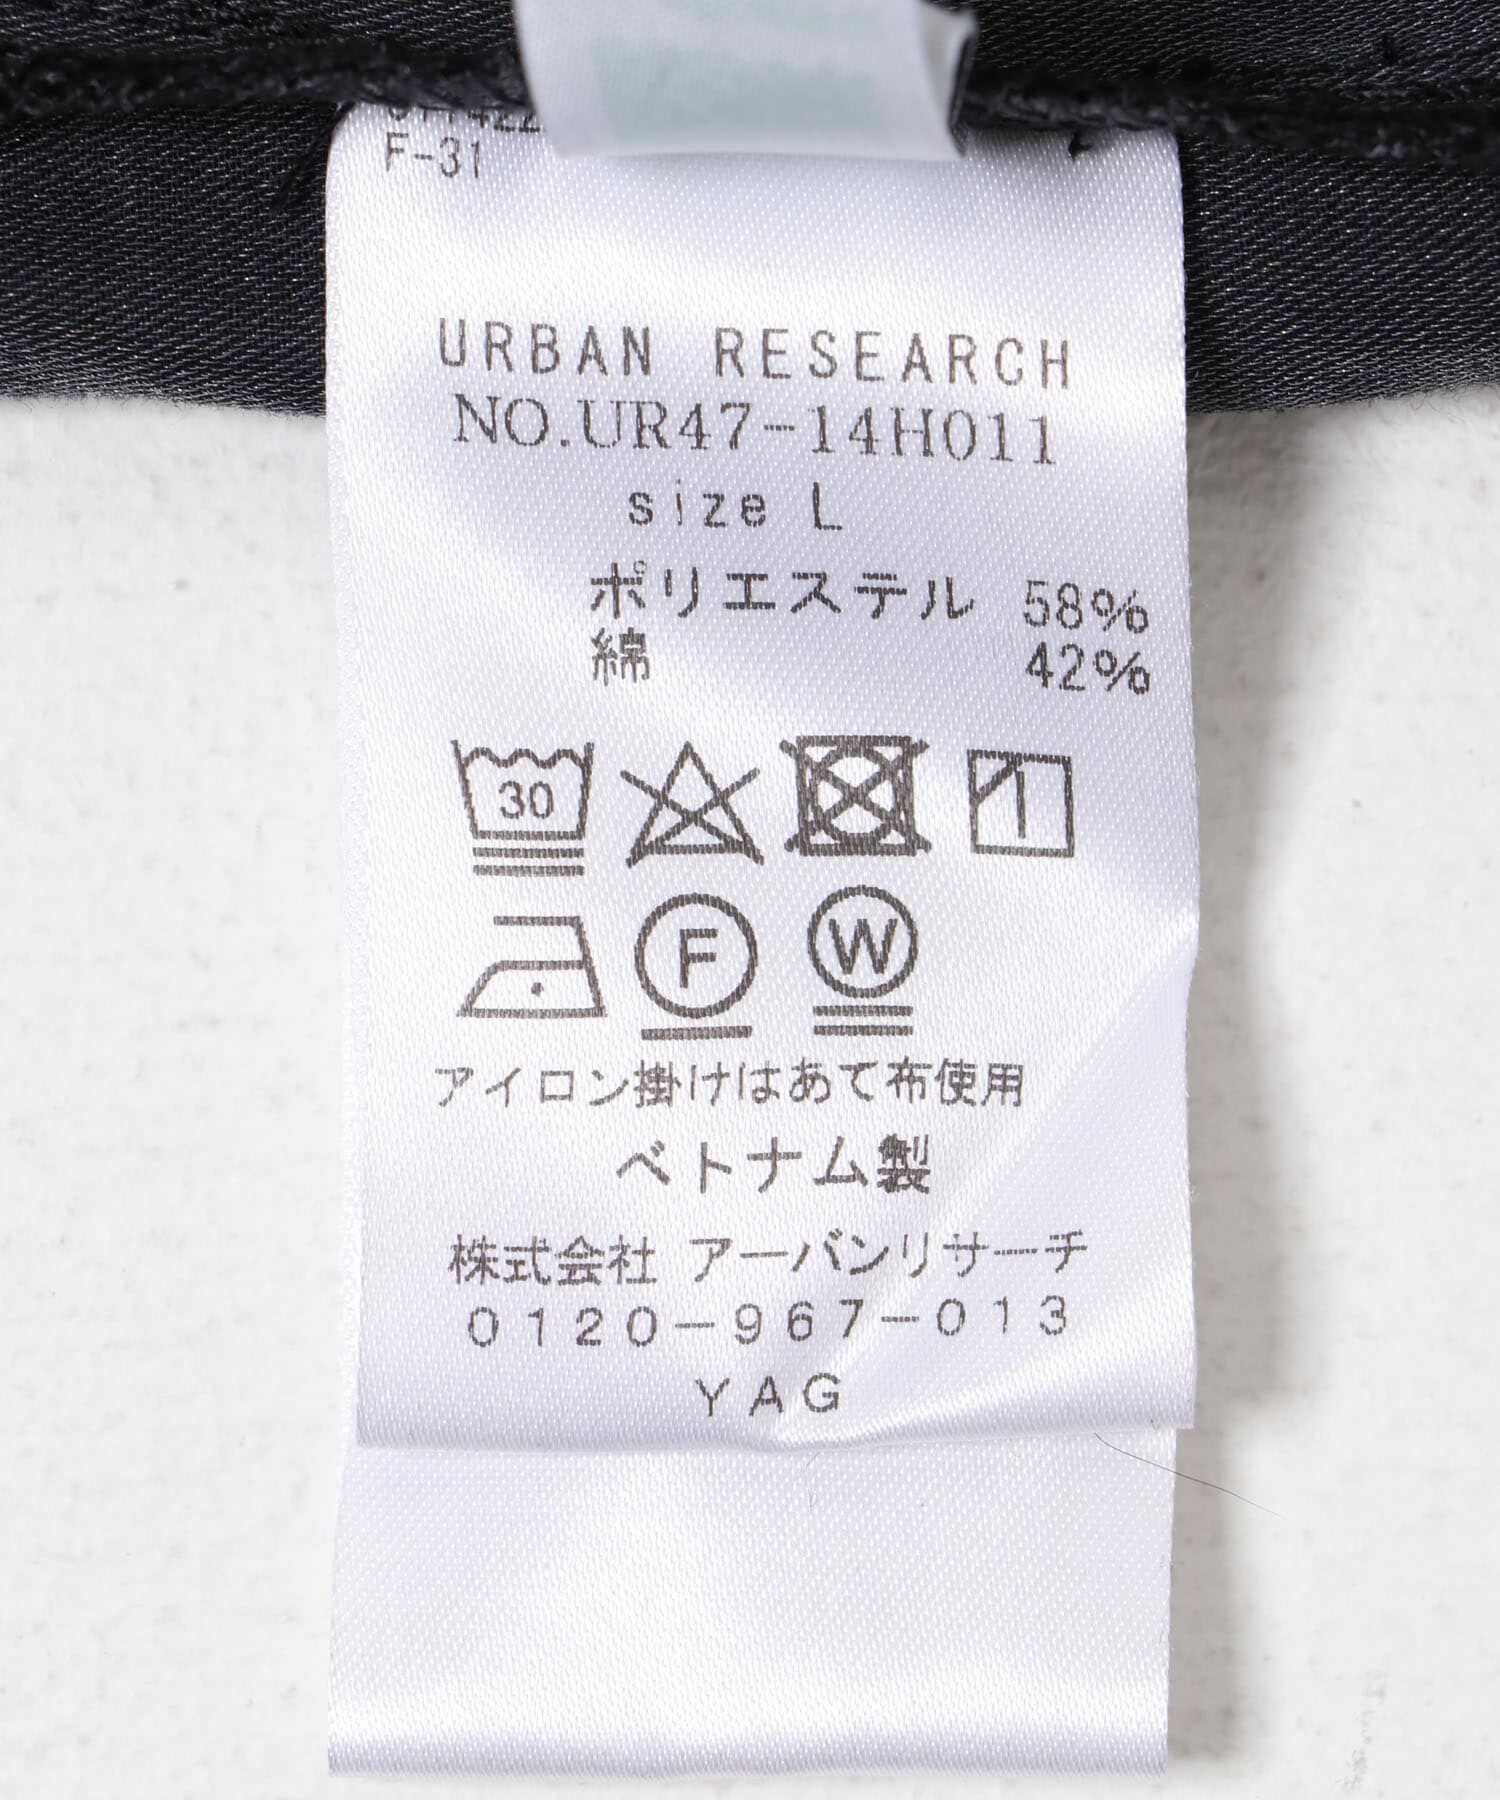 F-31
URBAN RESEARCH
NO.UR47-14H011
size L
ポリエステル 58%
綿 42%
30
F W
アイロン掛けはあて布使用
ベトナム製
株式会社 アーバンリサーチ
0120-967-013
YAG